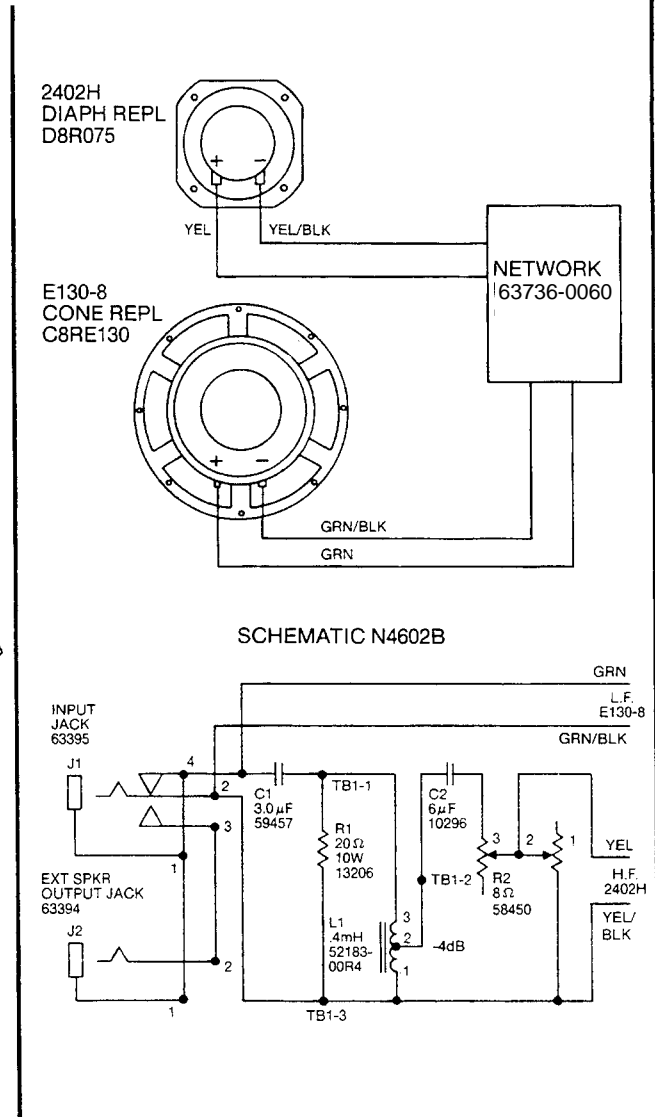 2402H
DIAPH REPL
D8R075
+ −
YEL
YEL/BLK
NETWORK
63736-0060
E130-8
CONE REPL
C8RE130
+ −
GRN/BLK
GRN
SCHEMATIC N4602B
GRN
L.F.
E130-8
GRN/BLK
INPUT
JACK
63395
J1
4
2
3
1
C1
3.0µF
59457
TB1-1
R1
20Ω
10W
13206
L1
.4mH
52183-
00R4
3
2
1
-4dB
TB1-2
C2
6µF
10296
3
2
1
R2
8Ω
58450
YEL
H.F.
2402H
YEL/
BLK
EXT SPKR
OUTPUT JACK
63394
J2
2
1
TB1-3